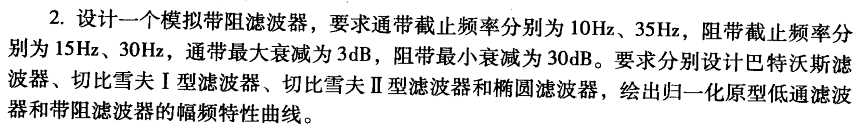 2. 设计一个模拟带阻滤波器，要求通带截止频率分别为 10Hz、35Hz，阻带截止频率分
别为 15Hz、30Hz，通带最大衰减为 3dB，阻带最小衰减为 30dB。要求分别设计巴特沃斯滤
波器、切比雪夫 Ⅰ 型滤波器、切比雪夫 Ⅱ 型滤波器和椭圆滤波器，绘出归一化原型低通滤波
器和带阻滤波器的幅频特性曲线。